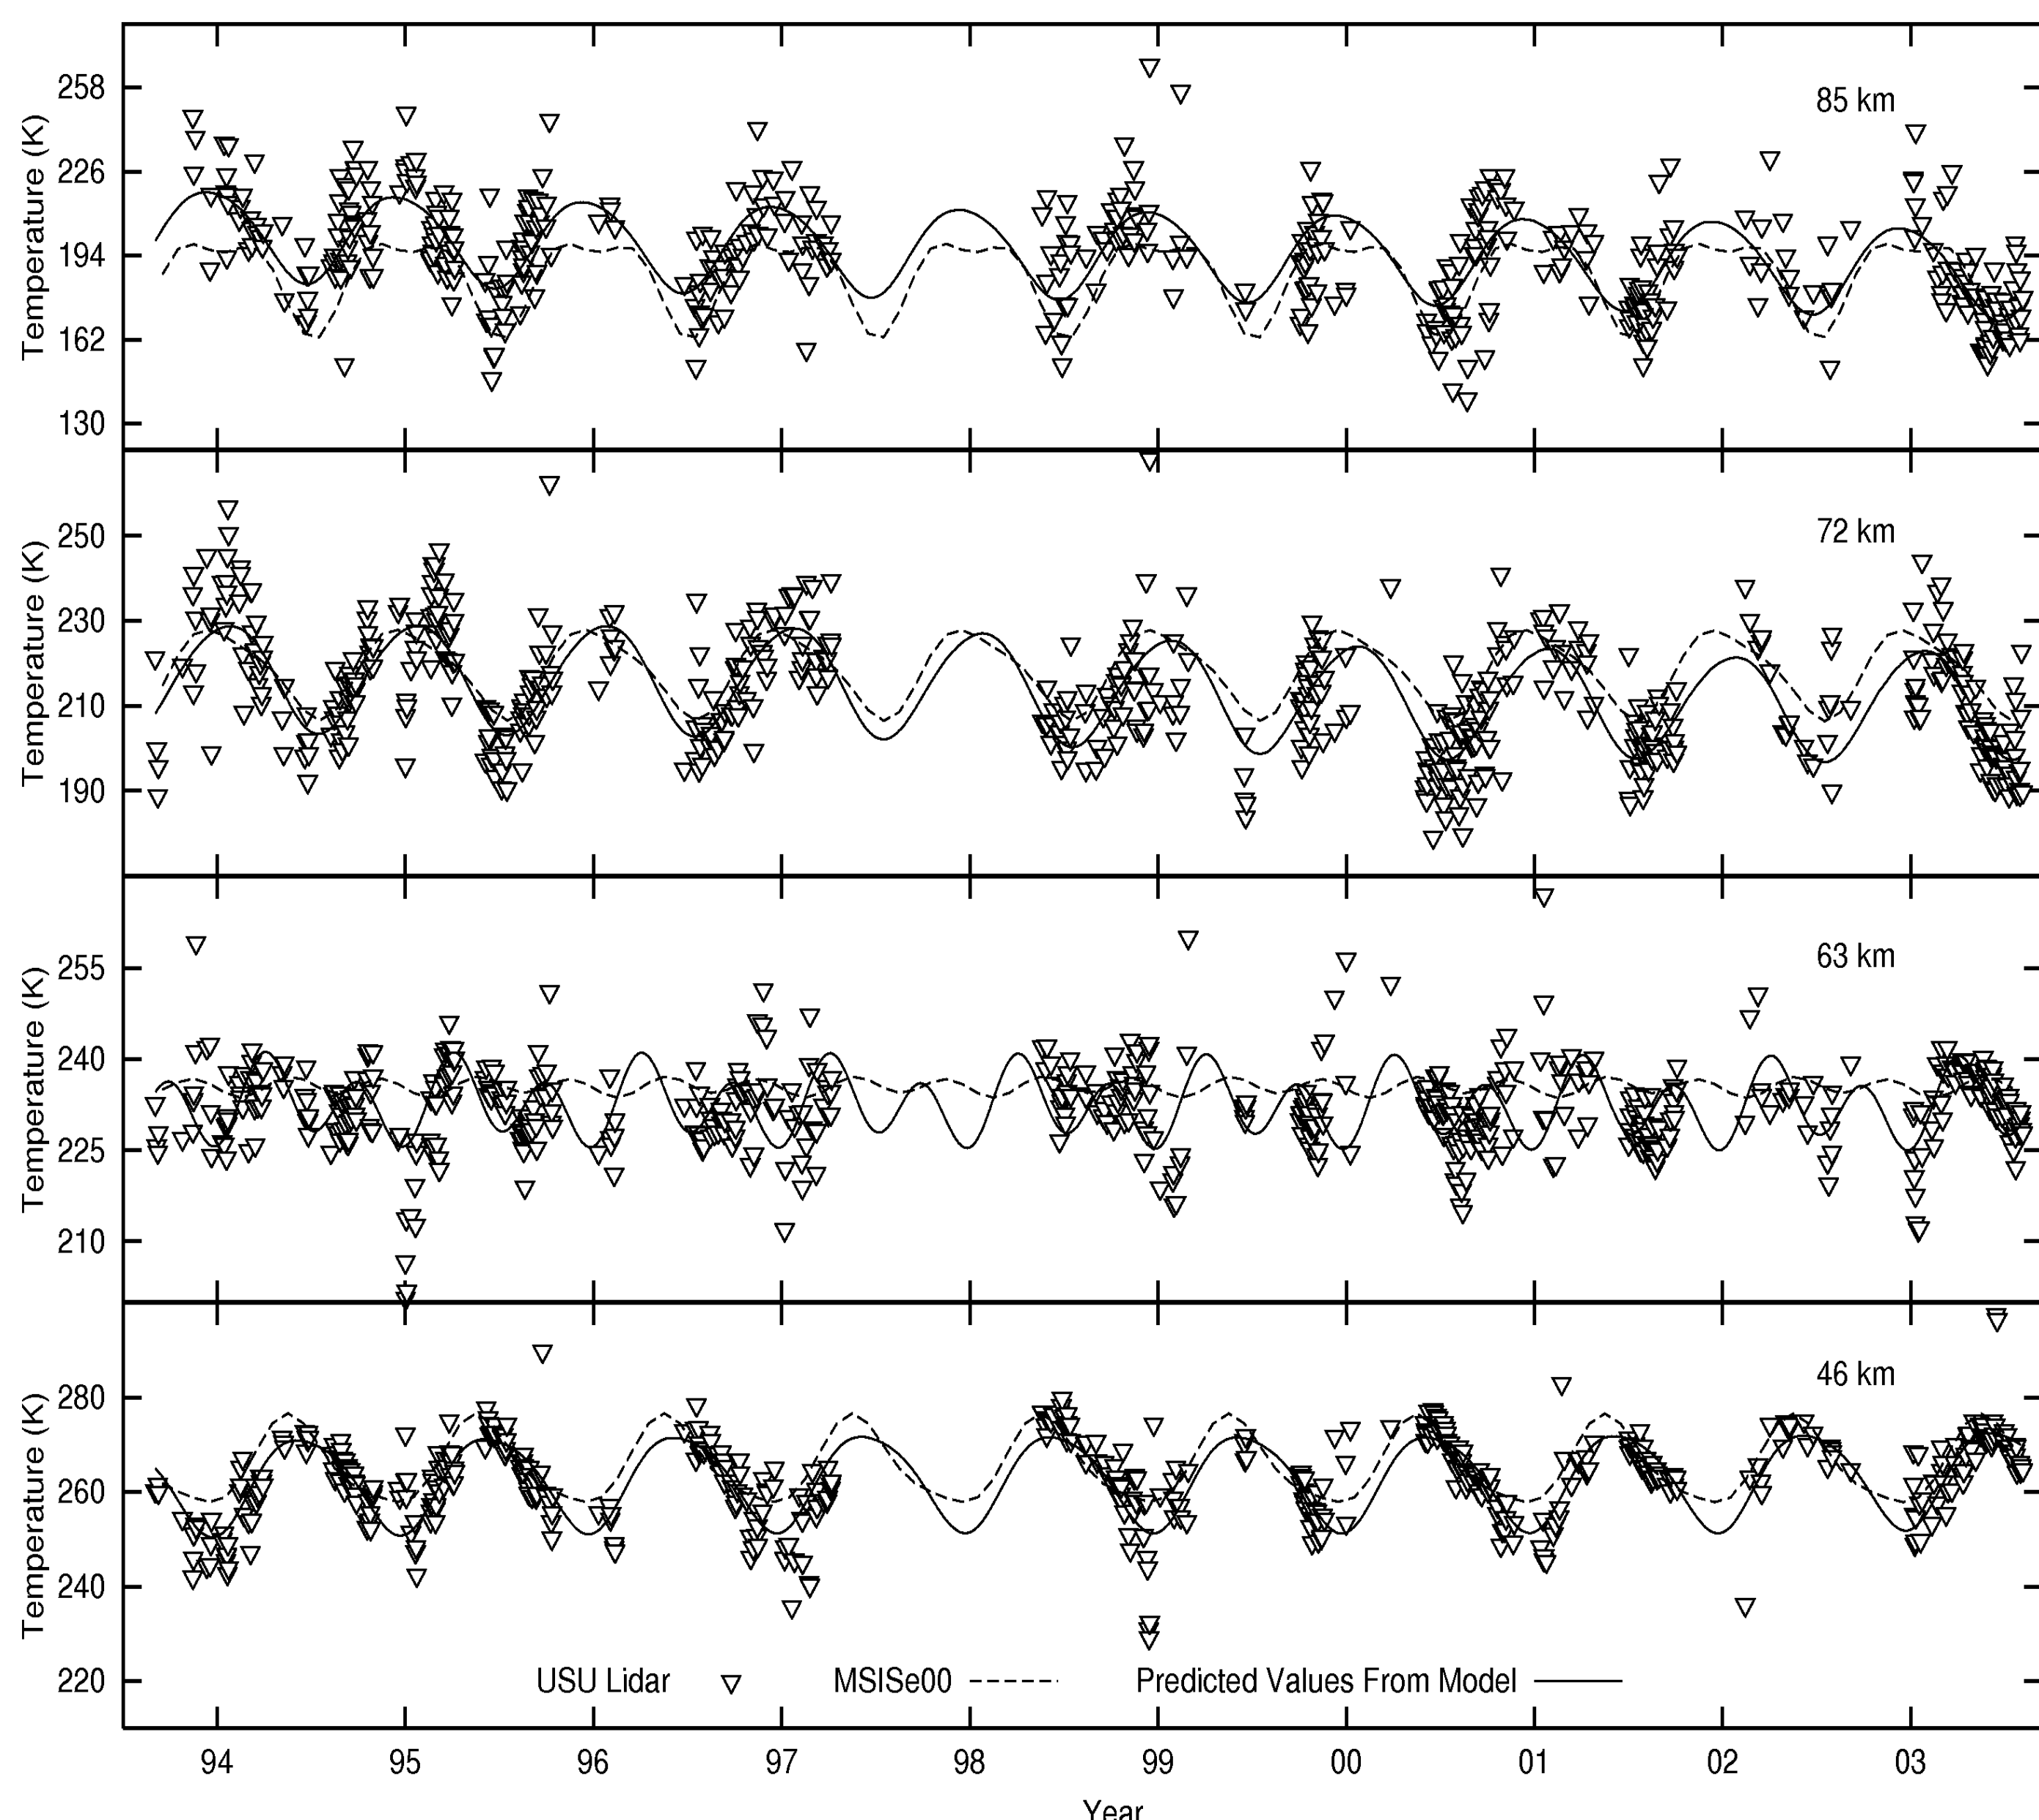 258
85 km
226
194
162
130
Temperature (K)
250
72 km
230
210
190
Temperature (K)
255
63 km
240
225
210
Temperature (K)
280
46 km
260
240
220
Temperature (K)
USU Lidar MSISe00 Predicted Values From Model
94 95 96 97 98 99 00 01 02 03
Year